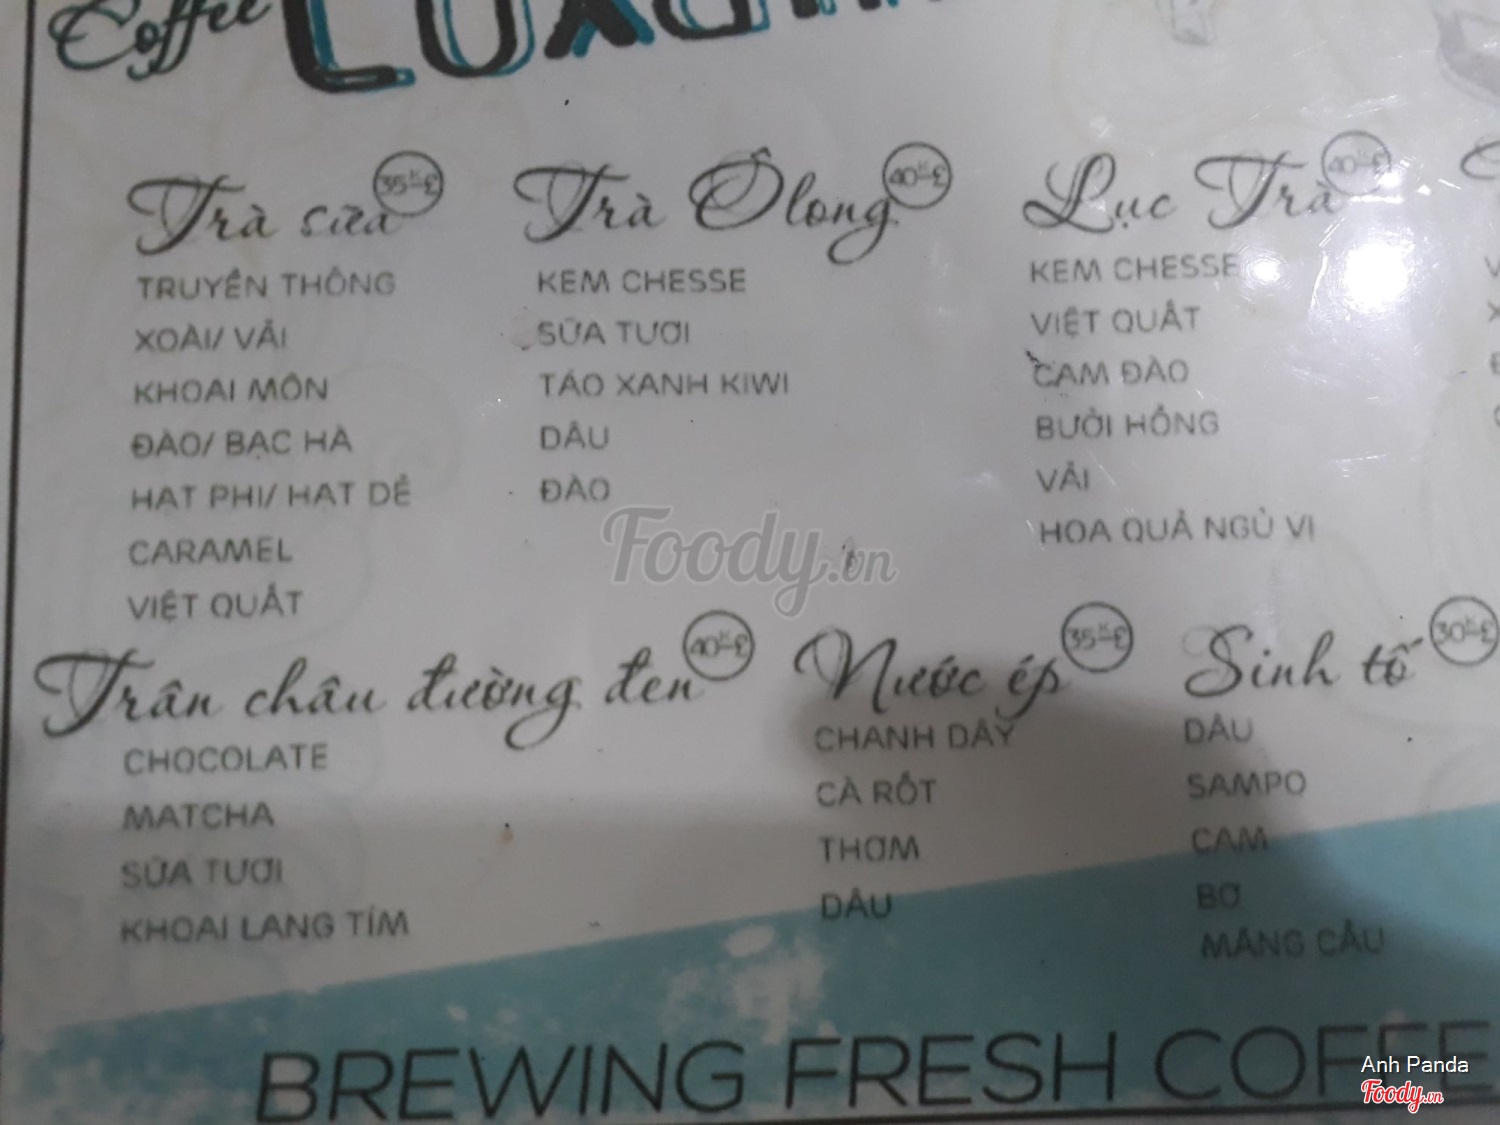 Coffee
Trà sữa 35K£
TRUYỀN THỐNG
XOÀI/ VẢI
KHOAI MÔN
ĐÀO/ BẠC HÀ
HẠT PHỈ/ HẠT DẺ
CARAMEL
VIỆT QUẤT
Trà Ôlong 40K£
KEM CHESSE
SỮA TƯƠI
TÁO XANH KIWI
DÂU
ĐÀO
Lục Trà 40K£
KEM CHESSE
VIỆT QUẤT
CAM ĐÀO
BƯỞI HỒNG
VẢI
HOA QUẢ NGŨ VỊ
Trân châu đường đen 40K£
CHOCOLATE
MATCHA
SỮA TƯƠI
KHOAI LANG TÍM
Nước ép 35K£
CHANH DÂY
CÀ RỐT
THƠM
DÂU
Sinh tố 30K£
DÂU
SAMPO
CAM
BƠ
MÃNG CẦU
BREWING FRESH COFFEE
Foody.vn
Anh Panda
Foody.vn